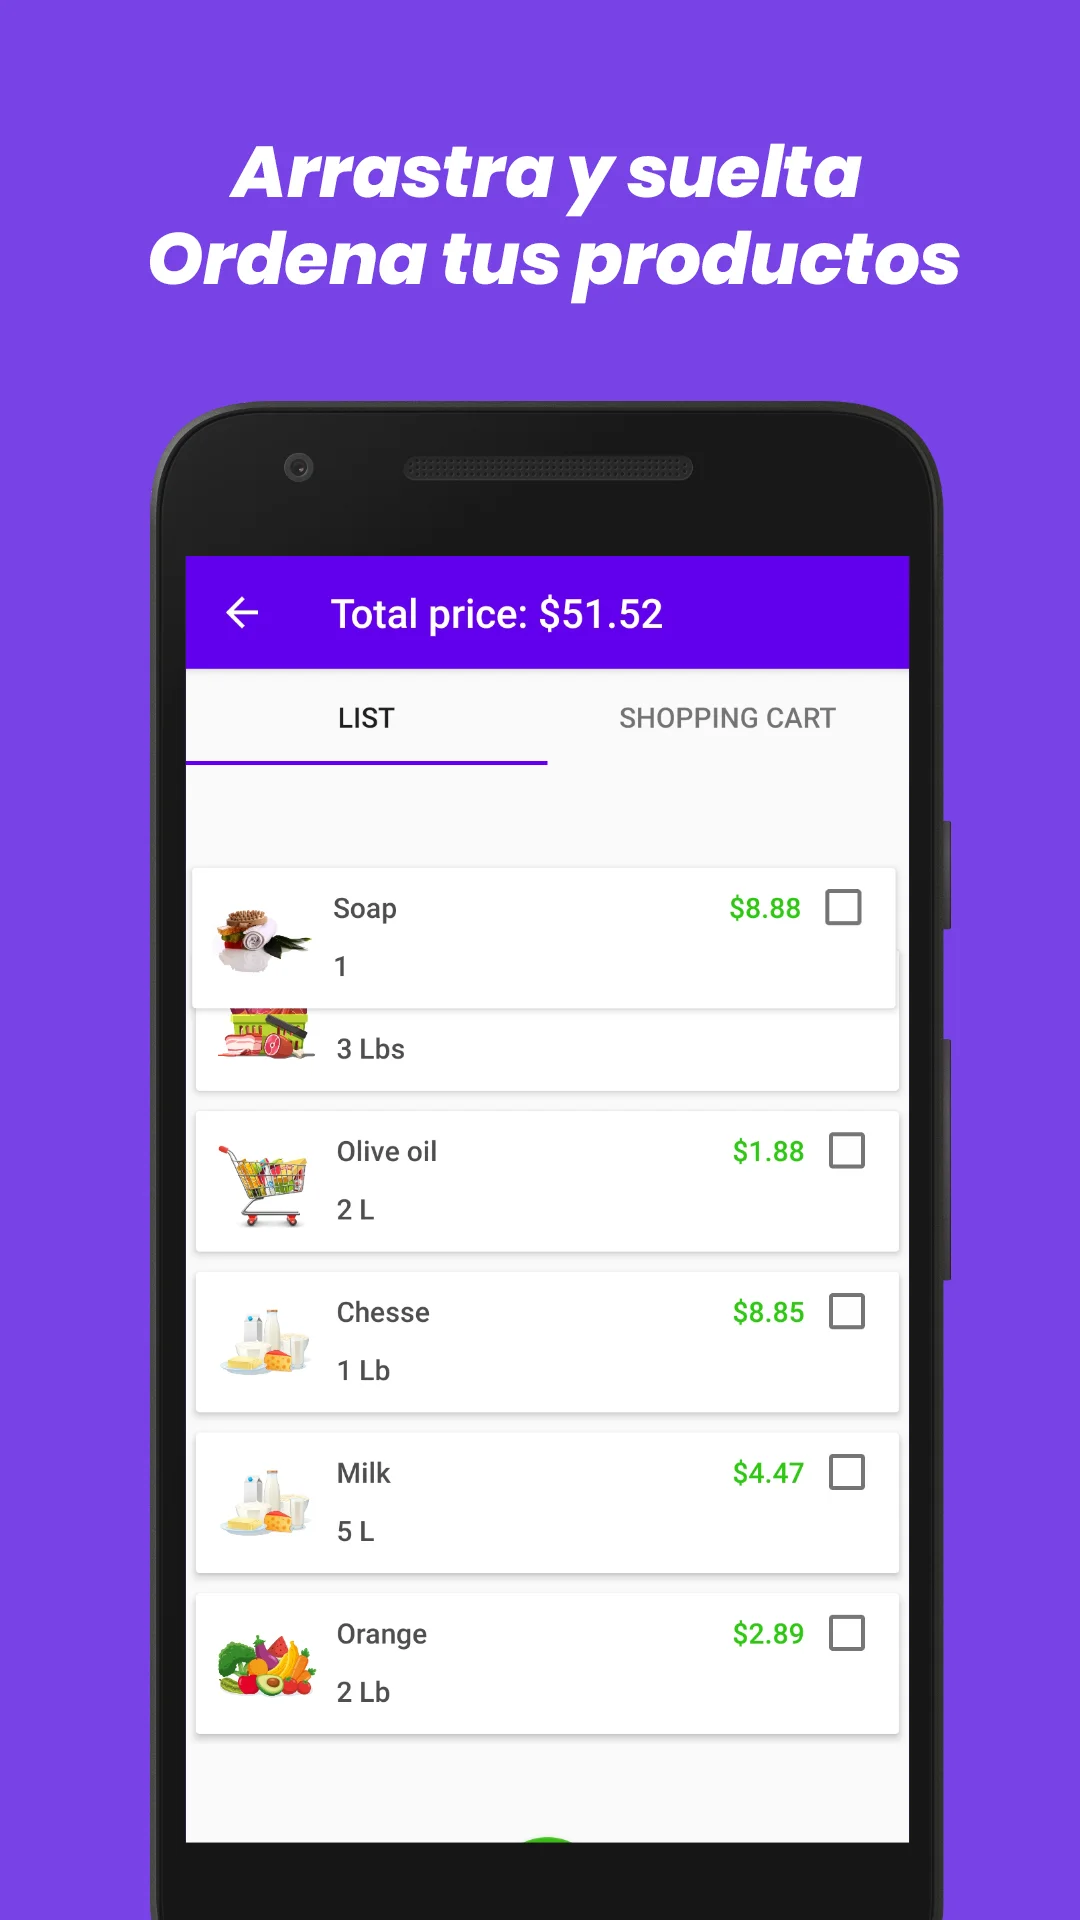 Arrastra y suelta
Ordena tus productos
Total price: $51.52
LIST SHOPPING CART
Soap $8.88
1
3 Lbs
Olive oil $1.88
2 L
Chesse $8.85
1 Lb
Milk $4.47
5 L
Orange $2.89
2 Lb